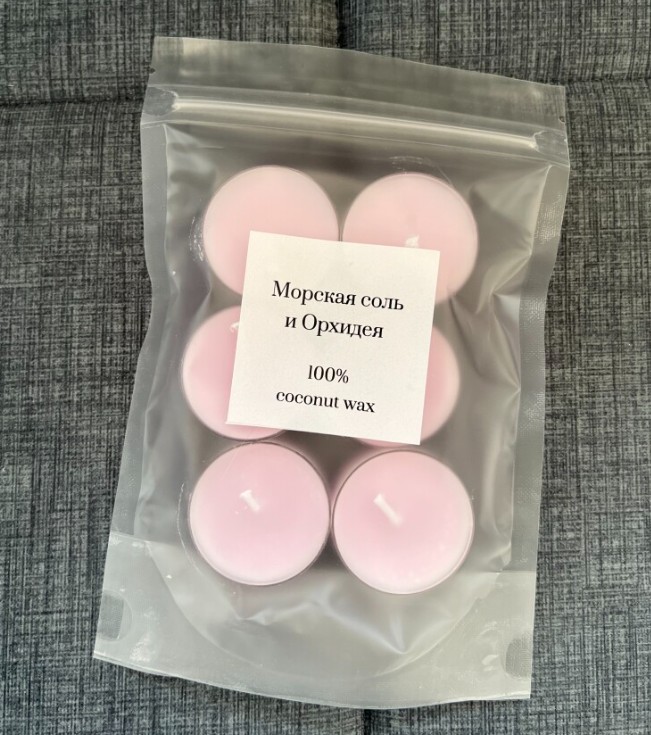 Морская соль
и Орхидея
100%
coconut wax